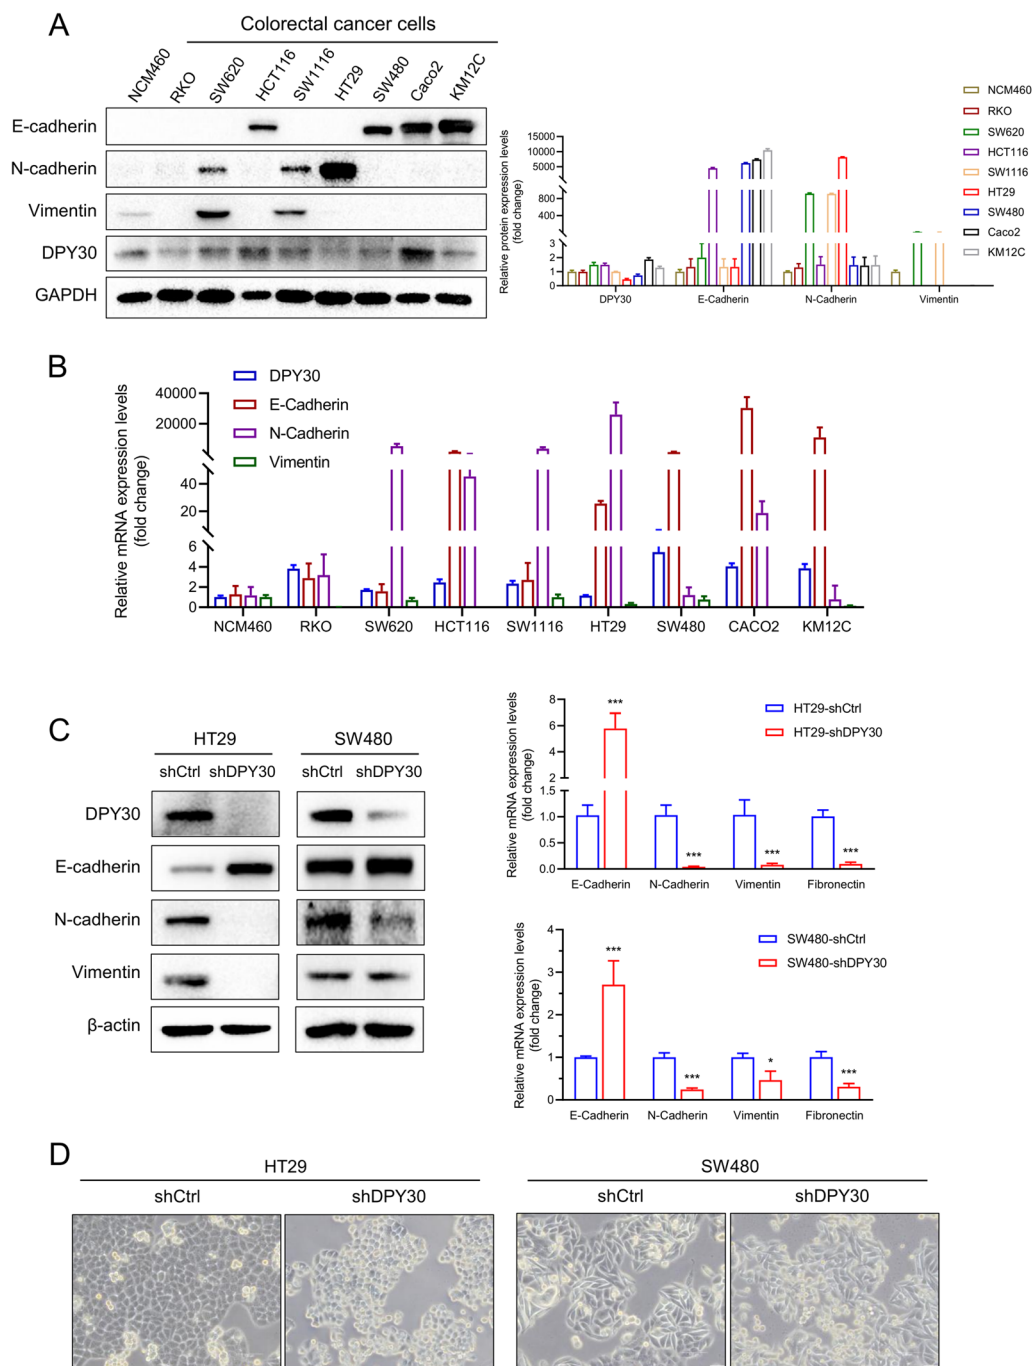 A
Colorectal cancer cells
NCM460
RKO
SW620
HCT116
SW1116
HT29
SW480
Caco2
KM12C
E-cadherin
N-cadherin
Vimentin
DPY30
GAPDH
Relative protein expression levels
(fold change)
15000
10000
5000
800
400
3
2
1
0
DPY30
E-Cadherin
N-Cadherin
Vimentin
NCM460
RKO
SW620
HCT116
SW1116
HT29
SW480
Caco2
KM12C
B
Relative mRNA expression levels
(fold change)
40000
20000
40
20
6
4
2
0
DPY30
E-Cadherin
N-Cadherin
Vimentin
NCM460
RKO
SW620
HCT116
SW1116
HT29
SW480
CACO2
KM12C
C
HT29
SW480
shCtrl shDPY30
shCtrl shDPY30
DPY30
E-cadherin
N-cadherin
Vimentin
β-actin
Relative mRNA expression levels
(fold change)
8
6
4
2
1.5
1.0
0.5
0.0
***
***
***
***
E-Cadherin
N-Cadherin
Vimentin
Fibronectin
HT29-shCtrl
HT29-shDPY30
Relative mRNA expression levels
(fold change)
4
3
2
1
0
***
***
*
***
E-Cadherin
N-Cadherin
Vimentin
Fibronectin
SW480-shCtrl
SW480-shDPY30
D
HT29
SW480
shCtrl
shDPY30
shCtrl
shDPY30